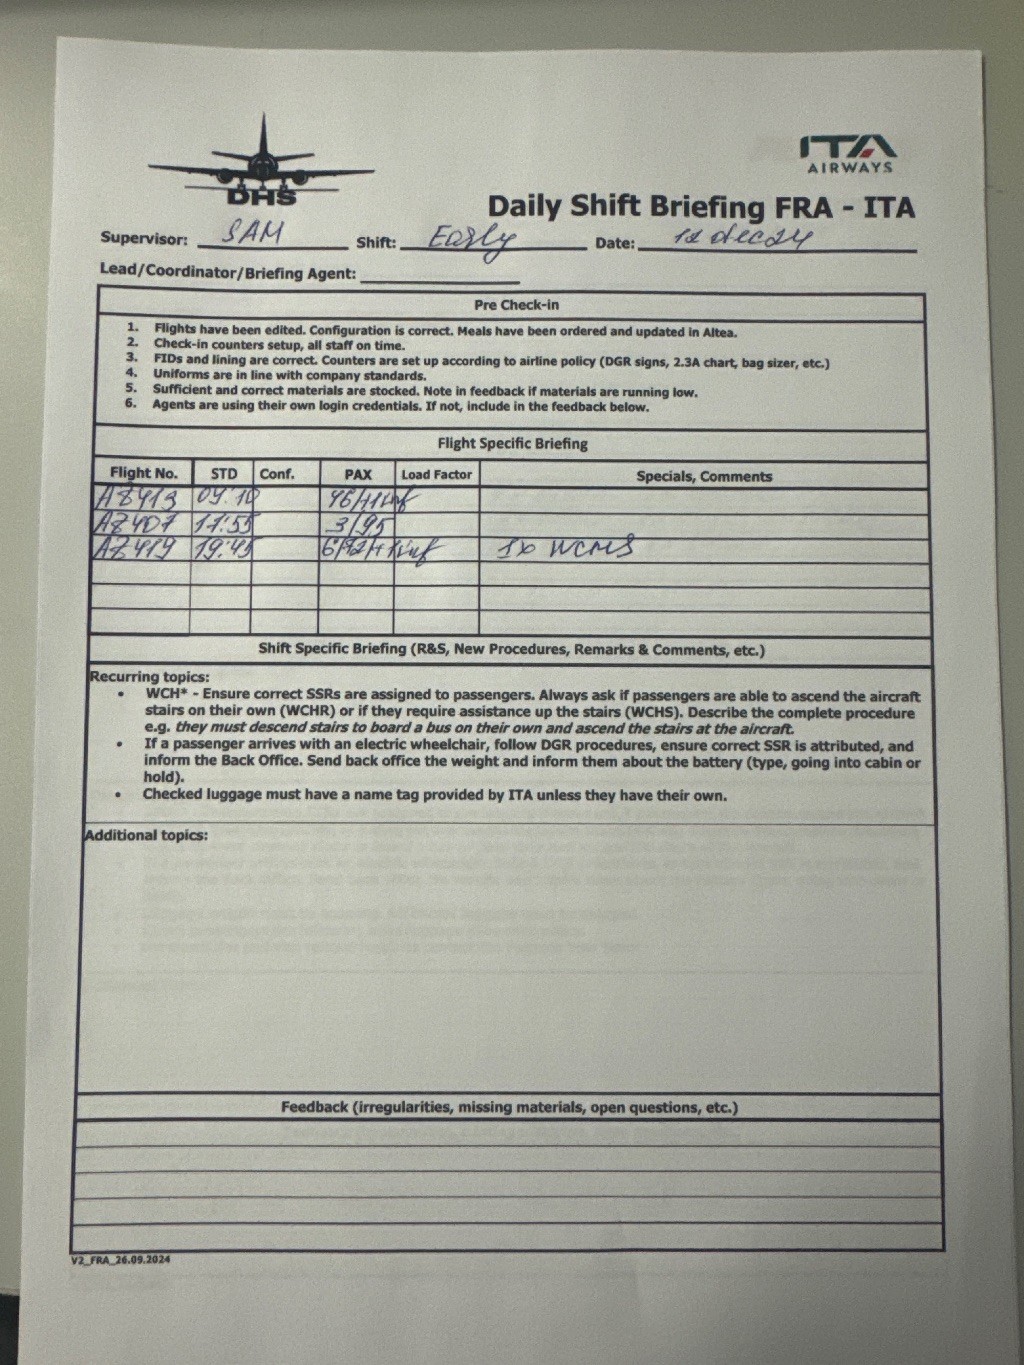 DHS
ITA
AIRWAYS
Daily Shift Briefing FRA - ITA
Supervisor: SAM Shift: Early Date: 12 dec 24
Lead/Coordinator/Briefing Agent:
Pre Check-in
1. Flights have been edited. Configuration is correct. Meals have been ordered and updated in Altea.
2. Check-in counters setup, all staff on time.
3. FIDs and lining are correct. Counters are set up according to airline policy (DGR signs, 2.3A chart, bag sizer, etc.)
4. Uniforms are in line with company standards.
5. Sufficient and correct materials are stocked. Note in feedback if materials are running low.
6. Agents are using their own login credentials. If not, include in the feedback below.
Flight Specific Briefing
Flight No. STD Conf. PAX Load Factor Specials, Comments
AZ413 09:10
AZ407 11:55 3/95
AZ419 19:45 1x WCHS
Shift Specific Briefing (R&S, New Procedures, Remarks & Comments, etc.)
Recurring topics:
• WCH* - Ensure correct SSRs are assigned to passengers. Always ask if passengers are able to ascend the aircraft
stairs on their own (WCHR) or if they require assistance up the stairs (WCHS). Describe the complete procedure
e.g. they must descend stairs to board a bus on their own and ascend the stairs at the aircraft.
• If a passenger arrives with an electric wheelchair, follow DGR procedures, ensure correct SSR is attributed, and
inform the Back Office. Send back office the weight and inform them about the battery (type, going into cabin or
hold).
• Checked luggage must have a name tag provided by ITA unless they have their own.
Additional topics:
Feedback (irregularities, missing materials, open questions, etc.)
V2_FRA_26.09.2024